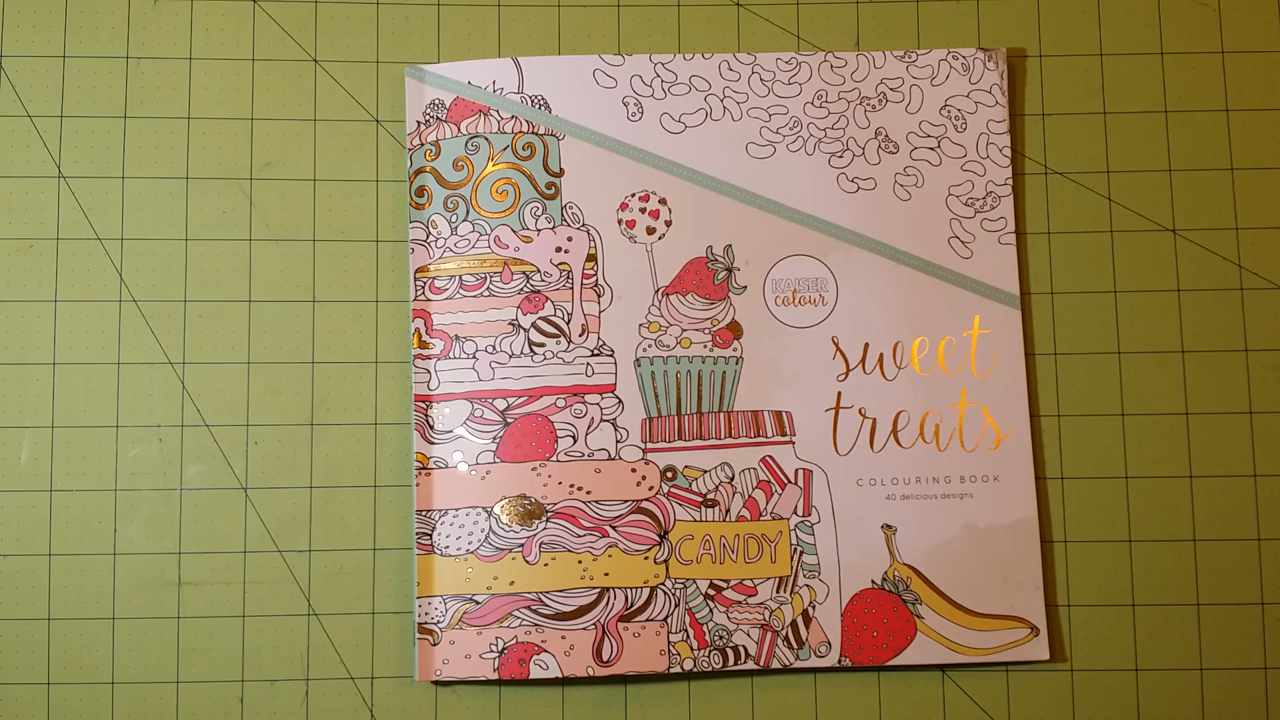 KAISER
colour
sweet
treats
COLOURING BOOK
40 delicious designs
CANDY